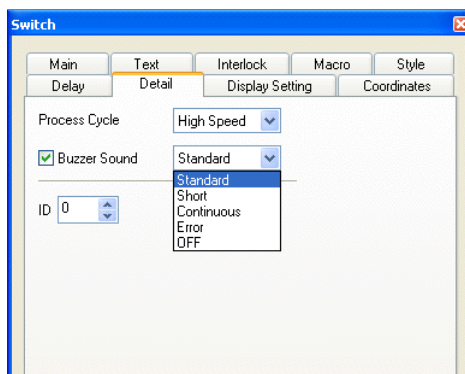 Switch
Main Text Interlock Macro Style
Delay Detail Display Setting Coordinates
Process Cycle High Speed
Buzzer Sound Standard
Standard
Short
Continuous
Error
OFF
ID 0